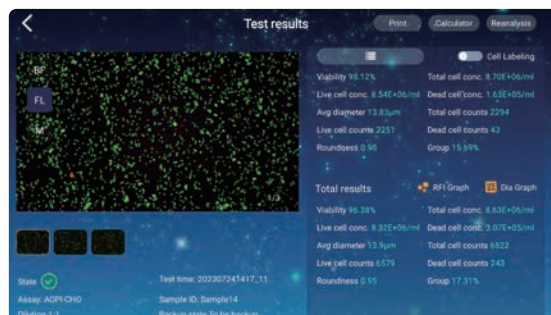 Test results
Print
Calculator
Reanalysis
BF
FL
M
1/3
Cell Labeling
Viability 98.12% Total cell conc. 8.70E+06/ml
Live cell conc. 8.54E+06/ml Dead cell conc. 1.63E+05/ml
Avg diameter 13.83μm Total cell counts 2294
Live cell counts 2251 Dead cell counts 43
Roundness 0.95 Group 15.69%
Total results RFI Graph Dia Graph
Viability 96.38% Total cell conc. 8.63E+06/ml
Live cell conc. 8.32E+06/ml Dead cell conc. 3.07E+05/ml
Avg diameter 13.9μm Total cell counts 6822
Live cell counts 6579 Dead cell counts 243
Roundness 0.95 Group 17.31%
State Test time: 202307241417_11
Assay: AOPI-CHO Sample ID: Sample14
Dilution 1:1 Backup state To be backup